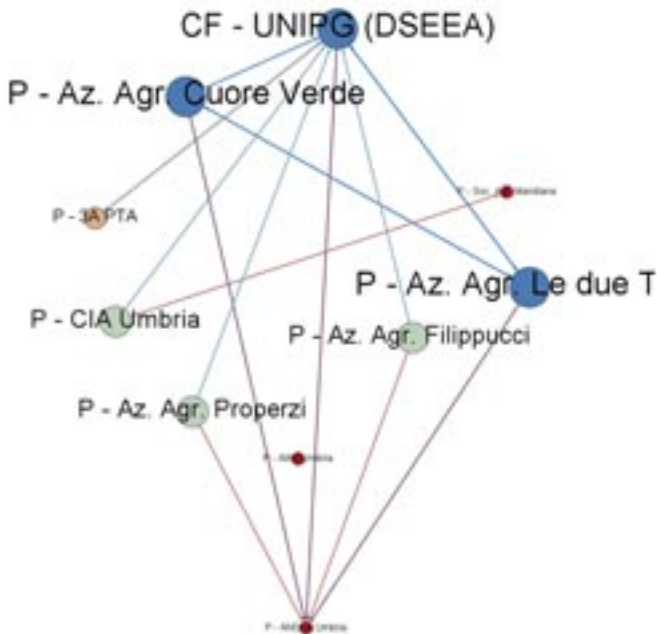 CF - UNIPG (DSEEA)
P - Az. Agr. Cuore Verde
P - 3A PTA
P - Az. Agr. Le due T
P - CIA Umbria
P - Az. Agr. Filippucci
P - Az. Agr. Properzi